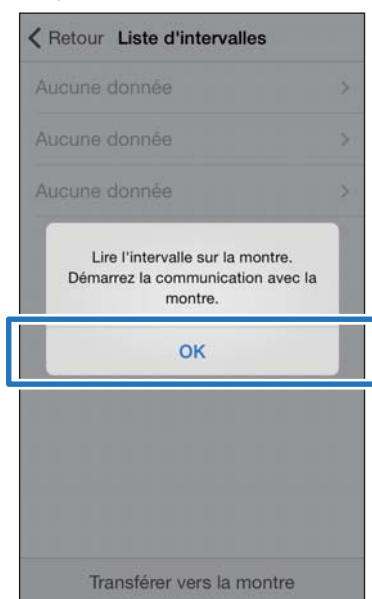 Retour Liste d'intervalles
Aucune donnée
Aucune donnée
Aucune donnée
Lire l'intervalle sur la montre.
Démarrez la communication avec la
montre.
OK
Transférer vers la montre